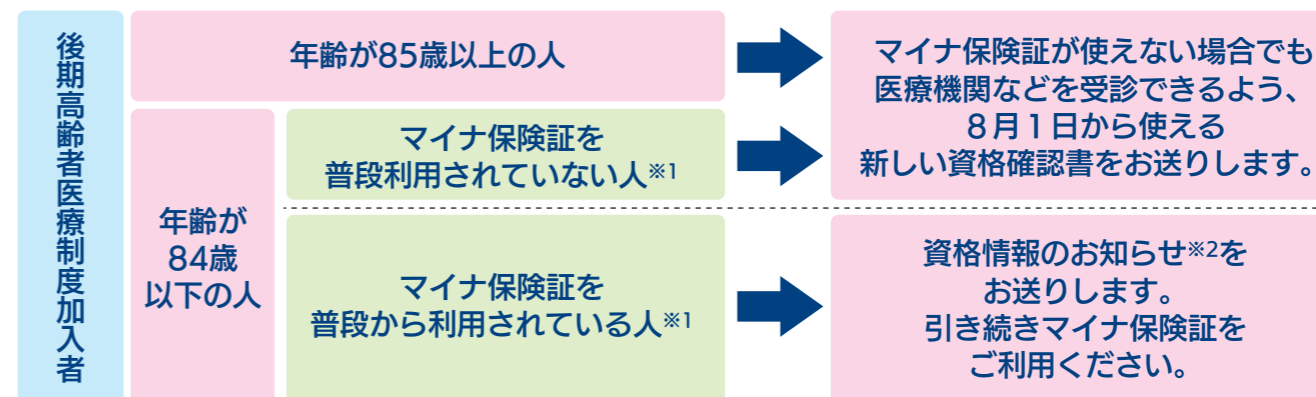 後期高齢者医療制度加入者
年齢が85歳以上の人
マイナ保険証が使えない場合でも
医療機関などを受診できるよう、
8月1日から使える
新しい資格確認書をお送りします。
年齢が
84歳
以下の人
マイナ保険証を
普段利用されていない人※1
マイナ保険証を
普段から利用されている人※1
資格情報のお知らせ※2を
お送りします。
引き続きマイナ保険証を
ご利用ください。